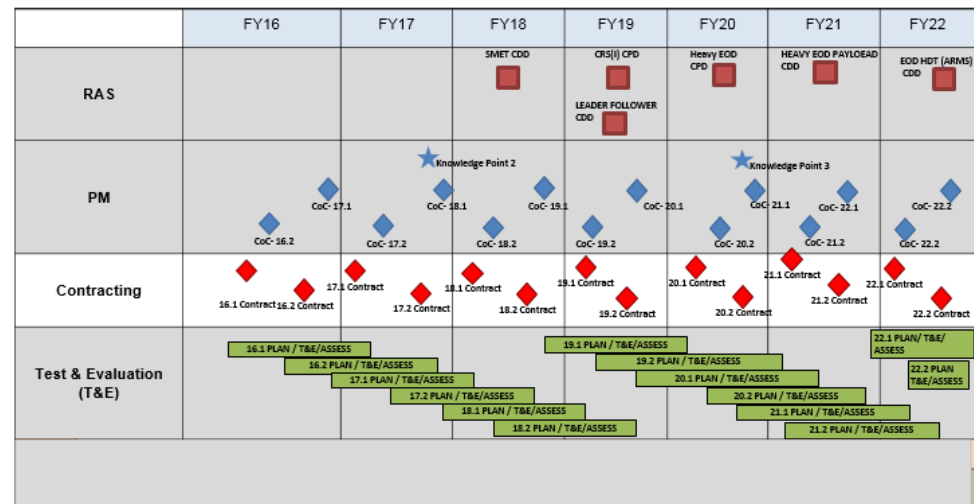 FY16 FY17 FY18 FY19 FY20 FY21 FY22
RAS
SMET CDD
CRS(I) CPD
Heavy EOD
CPD
HEAVY EOD PAYLOEAD
CDD
EOD HDT (ARMS)
CDD
LEADER FOLLOWER
CDD
PM
Knowledge Point 2
Knowledge Point 3
CoC- 17.1
CoC- 18.1
CoC- 19.1
CoC- 20.1
CoC- 21.1
CoC- 22.1
CoC- 22.2
CoC- 16.2
CoC- 17.2
CoC- 18.2
CoC- 19.2
CoC- 20.2
CoC- 21.2
CoC- 22.2
Contracting
16.1 Contract
16.2 Contract
17.1 Contract
17.2 Contract
18.1 Contract
18.2 Contract
19.1 Contract
19.2 Contract
20.1 Contract
20.2 Contract
21.1 Contract
21.2 Contract
22.1 Contract
22.2 Contract
Test & Evaluation
(T&E)
16.1 PLAN / T&E/ASSESS
16.2 PLAN / T&E/ASSESS
17.1 PLAN / T&E/ASSESS
17.2 PLAN / T&E/ASSESS
18.1 PLAN / T&E/ASSESS
18.2 PLAN / T&E/ASSESS
19.1 PLAN / T&E/ASSESS
19.2 PLAN / T&E/ASSESS
20.1 PLAN / T&E/ASSESS
20.2 PLAN / T&E/ASSESS
21.1 PLAN / T&E/ASSESS
21.2 PLAN / T&E/ASSESS
22.1 PLAN/ T&E/
ASSESS
22.2 PLAN
T&E/ASSESS